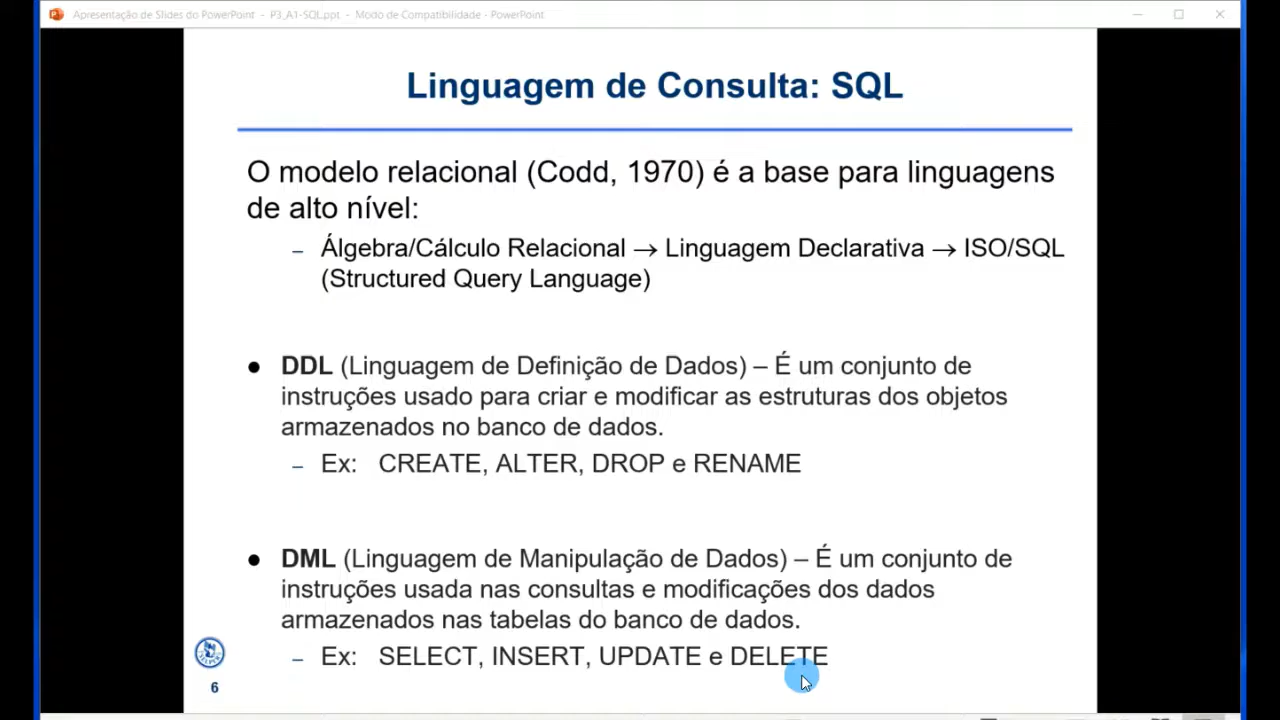 Apresentação de Slides do PowerPoint - P3_A1-SQL.ppt - Modo de Compatibilidade - PowerPoint
Linguagem de Consulta: SQL
O modelo relacional (Codd, 1970) é a base para linguagens
de alto nível:
– Álgebra/Cálculo Relacional → Linguagem Declarativa → ISO/SQL
(Structured Query Language)
● DDL (Linguagem de Definição de Dados) – É um conjunto de
instruções usado para criar e modificar as estruturas dos objetos
armazenados no banco de dados.
– Ex: CREATE, ALTER, DROP e RENAME
● DML (Linguagem de Manipulação de Dados) – É um conjunto de
instruções usada nas consultas e modificações dos dados
armazenados nas tabelas do banco de dados.
– Ex: SELECT, INSERT, UPDATE e DELETE
6